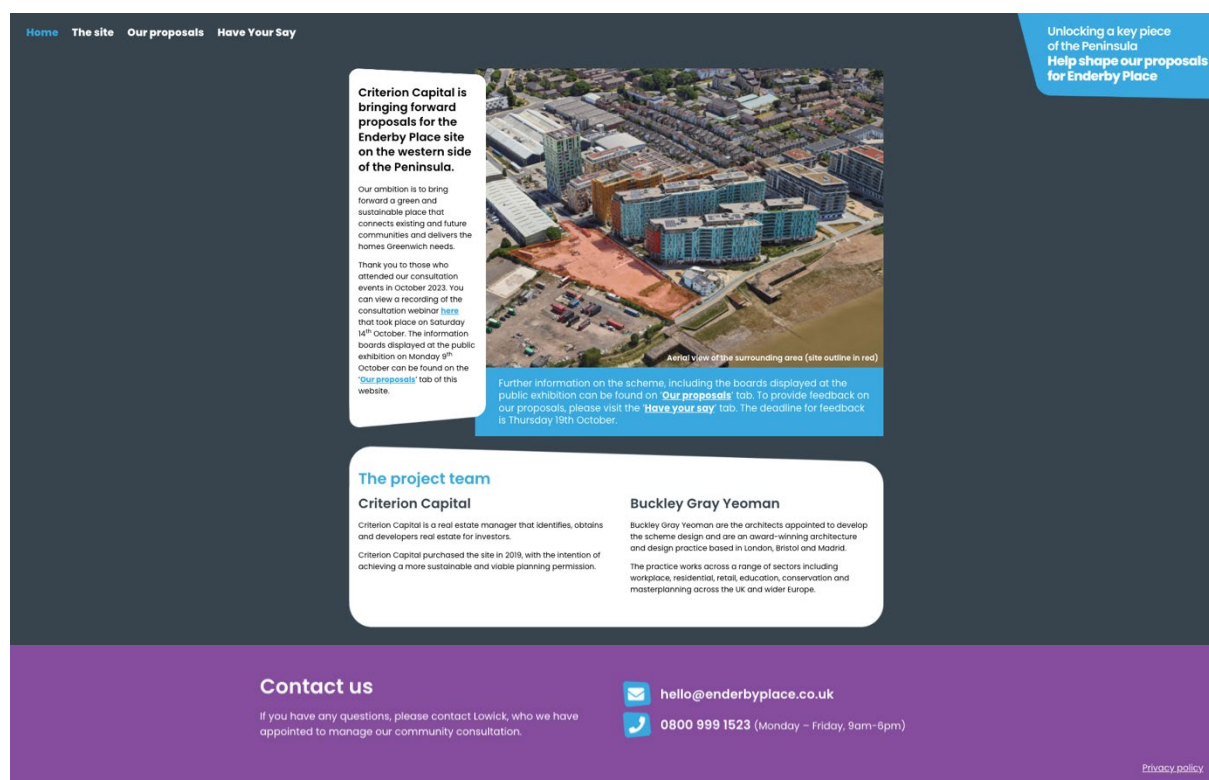 Home The site Our proposals Have Your Say
Unlocking a key piece
of the Peninsula
Help shape our proposals
for Enderby Place
Criterion Capital is
bringing forward
proposals for the
Enderby Place site
on the western side
of the Peninsula.
Our ambition is to bring
forward a green and
sustainable place that
connects existing and future
communities and delivers the
homes Greenwich needs.
Thank you to those who
attended our consultation
events in October 2023. You
can view a recording of the
consultation webinar here
that took place on Saturday
14th October. The information
boards displayed at the public
exhibition on Monday 9th
October can be found on the
'Our proposals' tab of this
website.
Aerial view of the surrounding area (site outline in red)
Further information on the scheme, including the boards displayed at the
public exhibition can be found on 'Our proposals' tab. To provide feedback on
our proposals, please visit the 'Have your say' tab. The deadline for feedback
is Thursday 19th October.
The project team
Criterion Capital
Criterion Capital is a real estate manager that identifies, obtains
and developers real estate for investors.
Criterion Capital purchased the site in 2019, with the intention of
achieving a more sustainable and viable planning permission.
Buckley Gray Yeoman
Buckley Gray Yeoman are the architects appointed to develop
the scheme design and are an award-winning architecture
and design practice based in London, Bristol and Madrid.
The practice works across a range of sectors including
workplace, residential, retail, education, conservation and
masterplanning across the UK and wider Europe.
Contact us
If you have any questions, please contact Lowick, who we have
appointed to manage our community consultation.
hello@enderbyplace.co.uk
0800 999 1523 (Monday – Friday, 9am-6pm)
Privacy policy